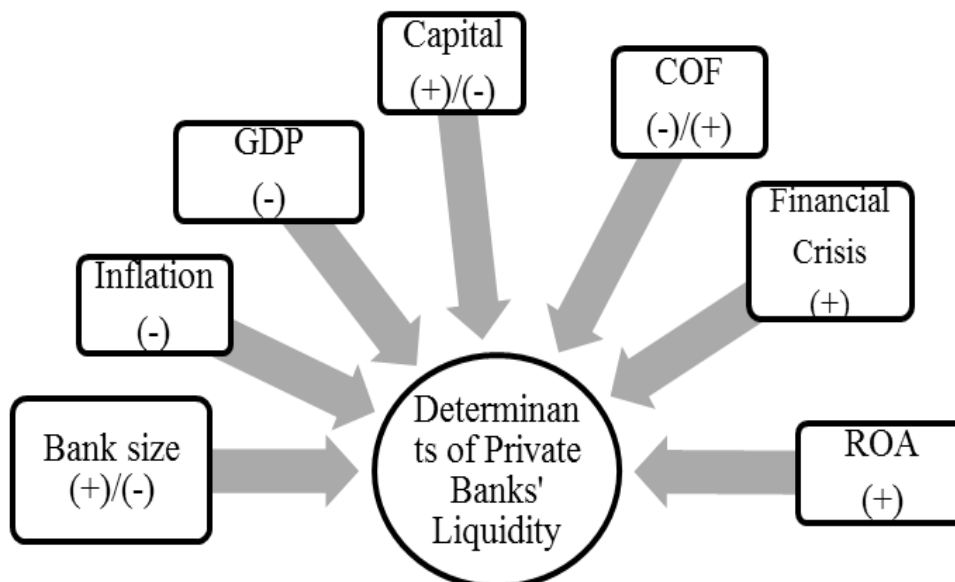 Capital
(+)/(-)
COF
(-)/(+)
GDP
(-)
Financial
Crisis
(+)
Inflation
(-)
Bank size
(+)/(-)
Determinan
ts of Private
Banks'
Liquidity
ROA
(+)